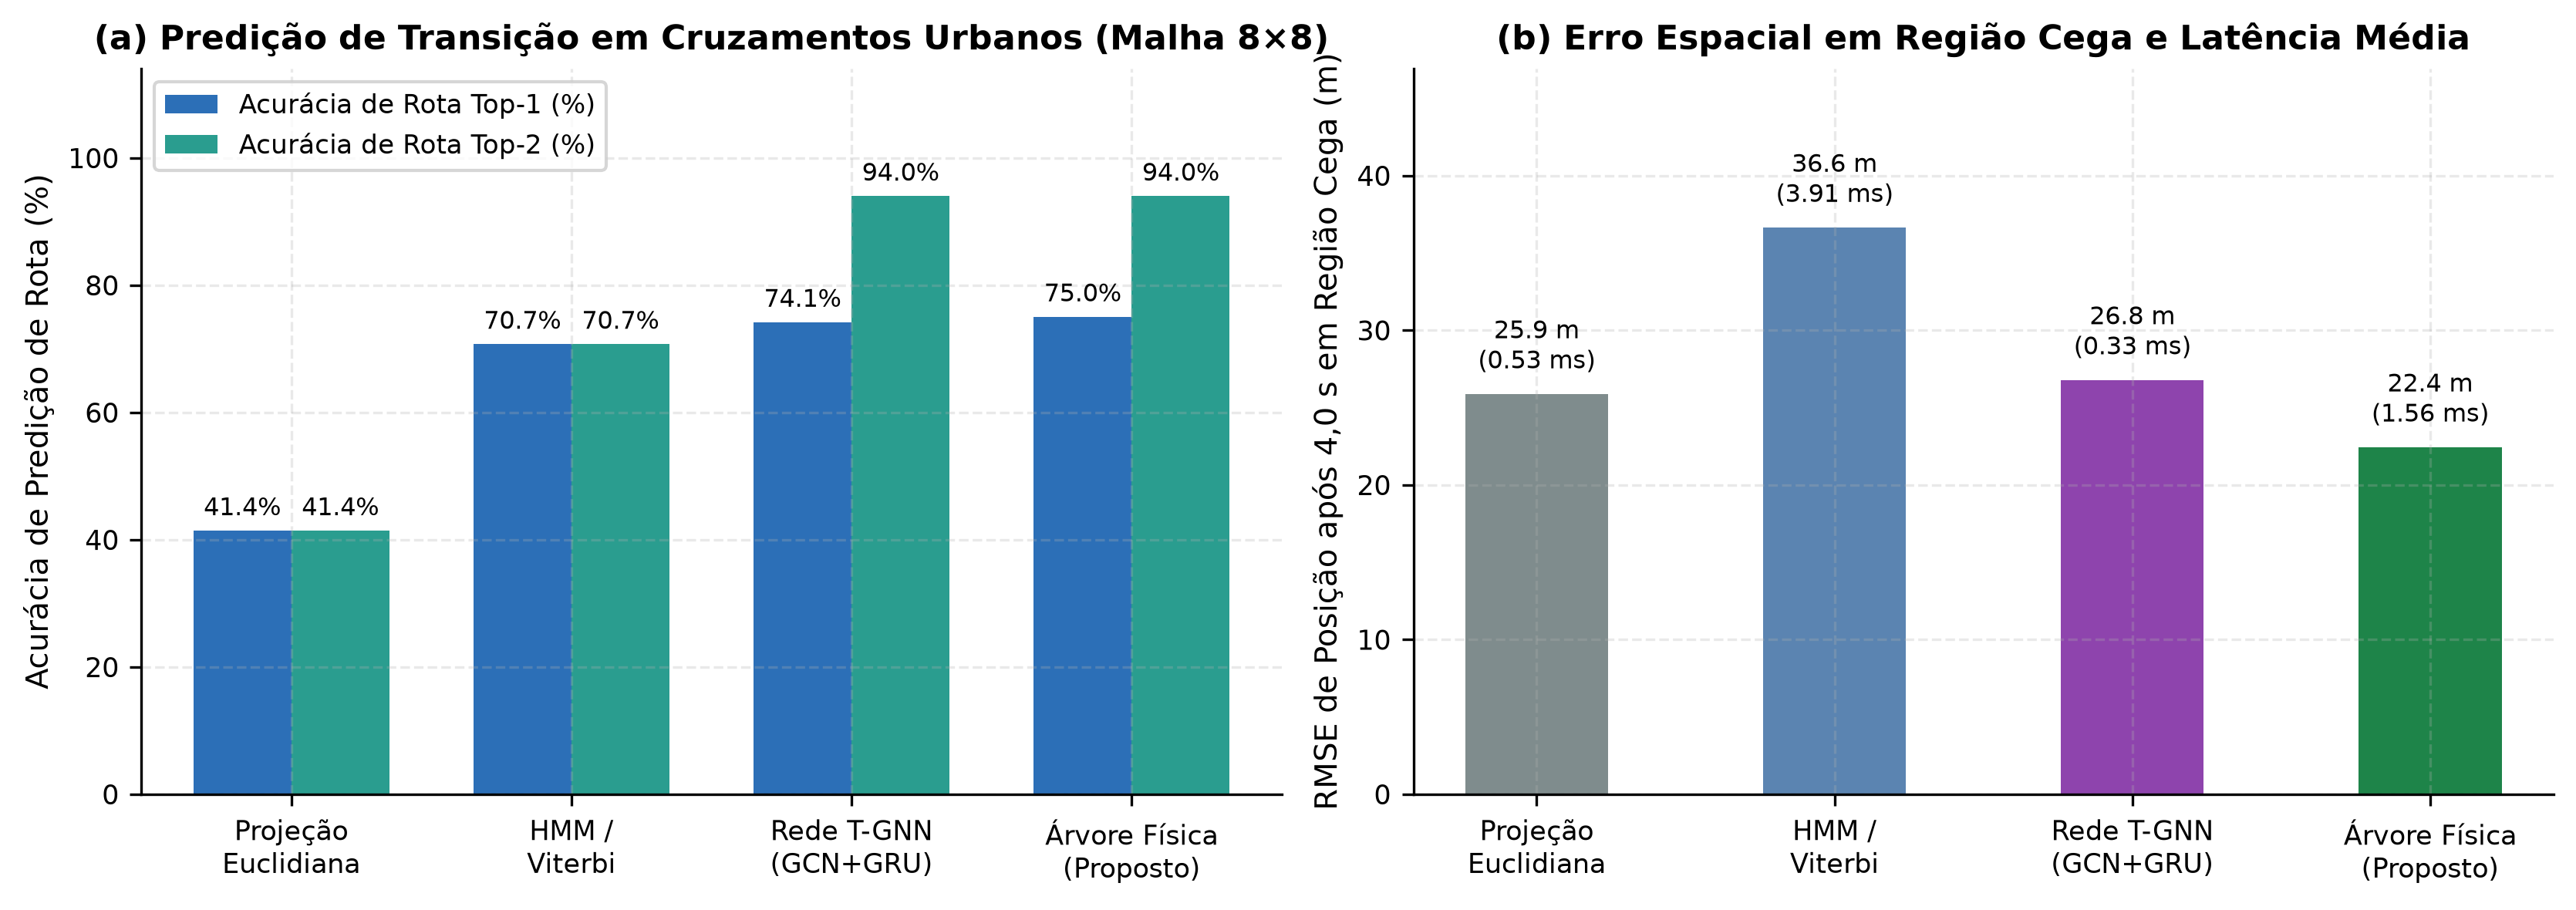 (a) Predição de Transição em Cruzamentos Urbanos (Malha 8×8)
Acurácia de Predição de Rota (%)
Acurácia de Rota Top-1 (%)
Acurácia de Rota Top-2 (%)
100
80
60
40
20
0
41.4%
41.4%
70.7%
70.7%
74.1%
94.0%
75.0%
94.0%
Projeção
Euclidiana
HMM /
Viterbi
Rede T-GNN
(GCN+GRU)
Árvore Física
(Proposto)
(b) Erro Espacial em Região Cega e Latência Média
RMSE de Posição após 4,0 s em Região Cega (m)
40
30
20
10
0
25.9 m
(0.53 ms)
36.6 m
(3.91 ms)
26.8 m
(0.33 ms)
22.4 m
(1.56 ms)
Projeção
Euclidiana
HMM /
Viterbi
Rede T-GNN
(GCN+GRU)
Árvore Física
(Proposto)